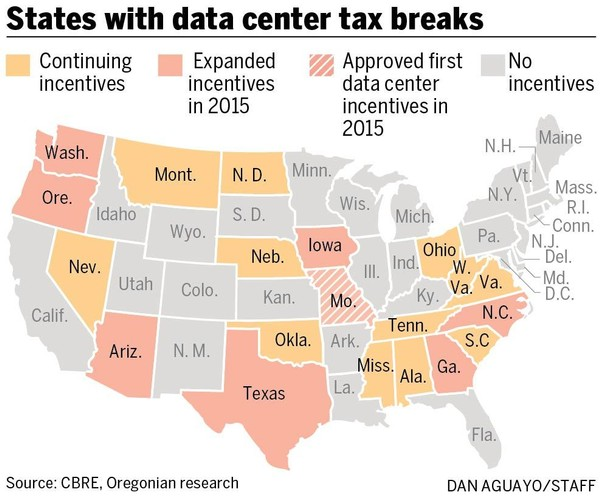 States with data center tax breaks
Continuing
incentives
Expanded
incentives
in 2015
Approved first
data center
incentives in
2015
No
incentives
Wash.
Ore.
Idaho
Mont.
N. D.
S. D.
Minn.
Wis.
Mich.
N.H.
Maine
Vt.
N.Y.
Mass.
R.I.
Conn.
N.J.
Del.
Md.
D.C.
Pa.
Wyo.
Neb.
Iowa
Ill.
Ind.
Ohio
W.
Va.
Va.
Nev.
Utah
Colo.
Kan.
Mo.
Ky.
Calif.
Ariz.
N. M.
Okla.
Ark.
Tenn.
N.C.
S.C
Texas
La.
Miss.
Ala.
Ga.
Fla.
Source: CBRE, Oregonian research
DAN AGUAYO/STAFF